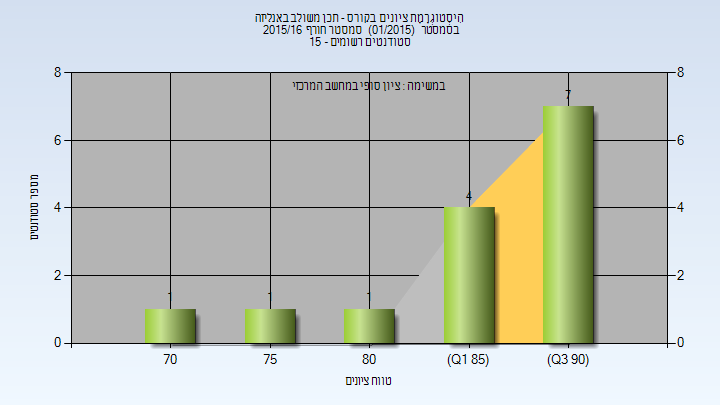 היסטוגרמת ציונים בקורס - תכן משולב באנליזה
בסמסטר (01/2015) סמסטר חורף 2015/16
סטודנטים רשומים - 15
במשימה : ציון סופי במחשב המרכזי
8 8
6 6
4 4
2 2
0 0
1 1 1 4 7
מספר סטודנטים
70 75 80 (Q1 85) (Q3 90)
טווח ציונים